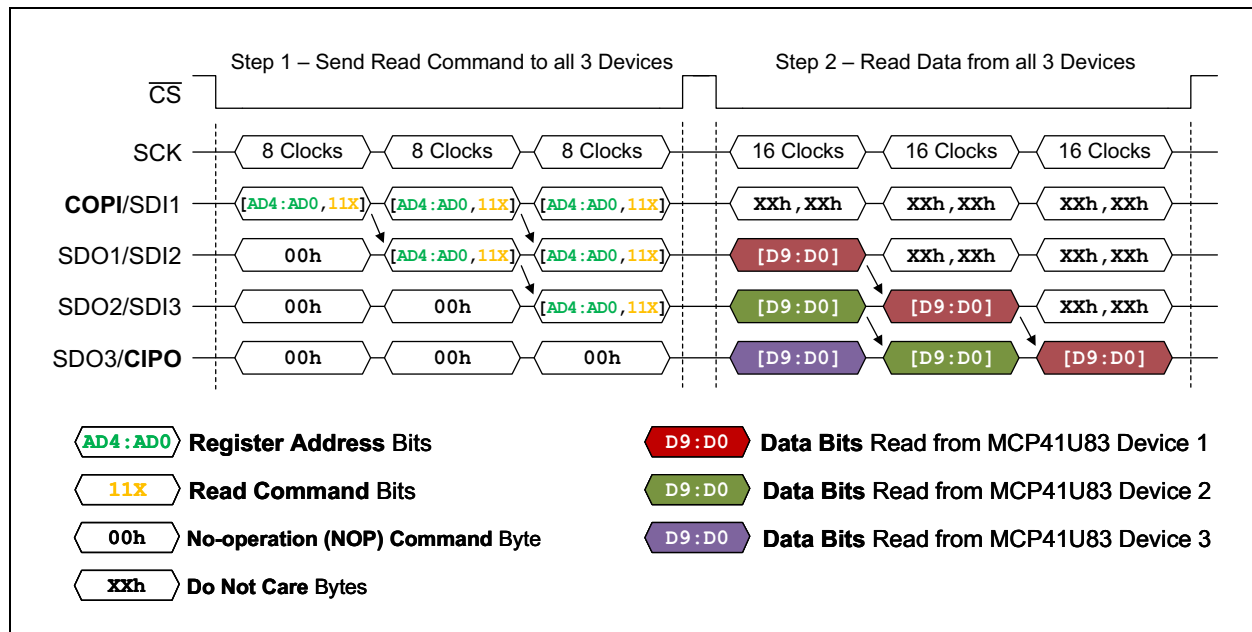 Step 1 – Send Read Command to all 3 Devices Step 2 – Read Data from all 3 Devices
CS
SCK 8 Clocks 8 Clocks 8 Clocks 16 Clocks 16 Clocks 16 Clocks
COPI/SDI1 [AD4:AD0,11X] [AD4:AD0,11X] [AD4:AD0,11X] XXh,XXh XXh,XXh XXh,XXh
SDO1/SDI2 00h [AD4:AD0,11X] [AD4:AD0,11X] [D9:D0] XXh,XXh XXh,XXh
SDO2/SDI3 00h 00h [AD4:AD0,11X] [D9:D0] [D9:D0] XXh,XXh
SDO3/CIPO 00h 00h 00h [D9:D0] [D9:D0] [D9:D0]
AD4:AD0 Register Address Bits D9:D0 Data Bits Read from MCP41U83 Device 1
11X Read Command Bits D9:D0 Data Bits Read from MCP41U83 Device 2
00h No-operation (NOP) Command Byte D9:D0 Data Bits Read from MCP41U83 Device 3
XXh Do Not Care Bytes